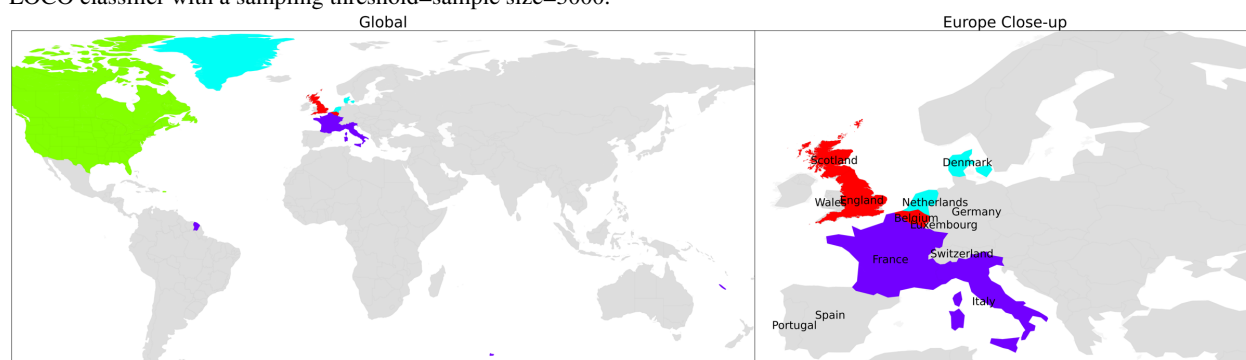 LOCO classifier with a sampling threshold=sample size=5000.
Global
Europe Close-up
Scotland
Denmark
Wales
England
Netherlands
Belgium
Germany
Luxembourg
France
Switzerland
Italy
Spain
Portugal